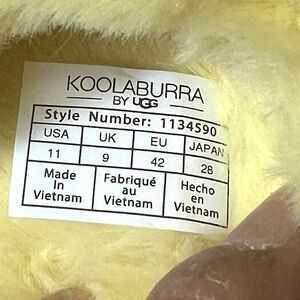 KOOLABURRA
BY UGG
Style Number: 1134590
USA UK EU JAPAN
11 9 42 28
Made In Vietnam
Fabriqué au Vietnam
Hecho en Vietnam